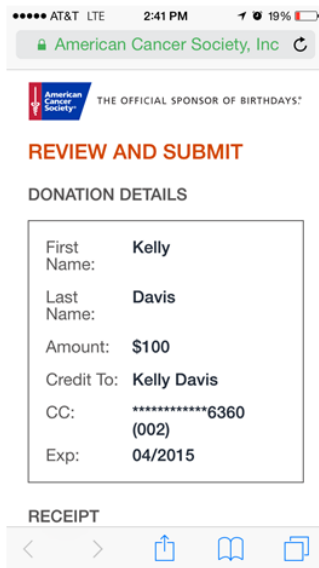 AT&T LTE 2:41 PM 19%
American Cancer Society, Inc
American
Cancer
Society®
THE OFFICIAL SPONSOR OF BIRTHDAYS.®
REVIEW AND SUBMIT
DONATION DETAILS
First Name: Kelly
Last Name: Davis
Amount: $100
Credit To: Kelly Davis
CC: ************6360
(002)
Exp: 04/2015
RECEIPT